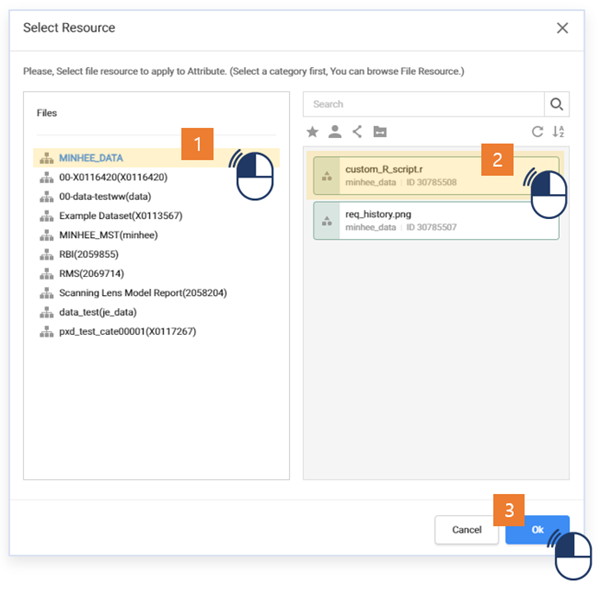 Select Resource
Please, Select file resource to apply to Attribute. (Select a category first, You can browse File Resource.)
Files
1
MINHEE_DATA
00-X0116420(X0116420)
00-data-testww(data)
Example Dataset(X0113567)
MINHEE_MST(minhee)
RBI(2059855)
RMS(2069714)
Scanning Lens Model Report(2058204)
data_test(je_data)
pxd_test_cate00001(X0117267)
Search
2
custom_R_script.r
minhee_data | ID 30785508
req_history.png
minhee_data | ID 30785507
3
Cancel
Ok